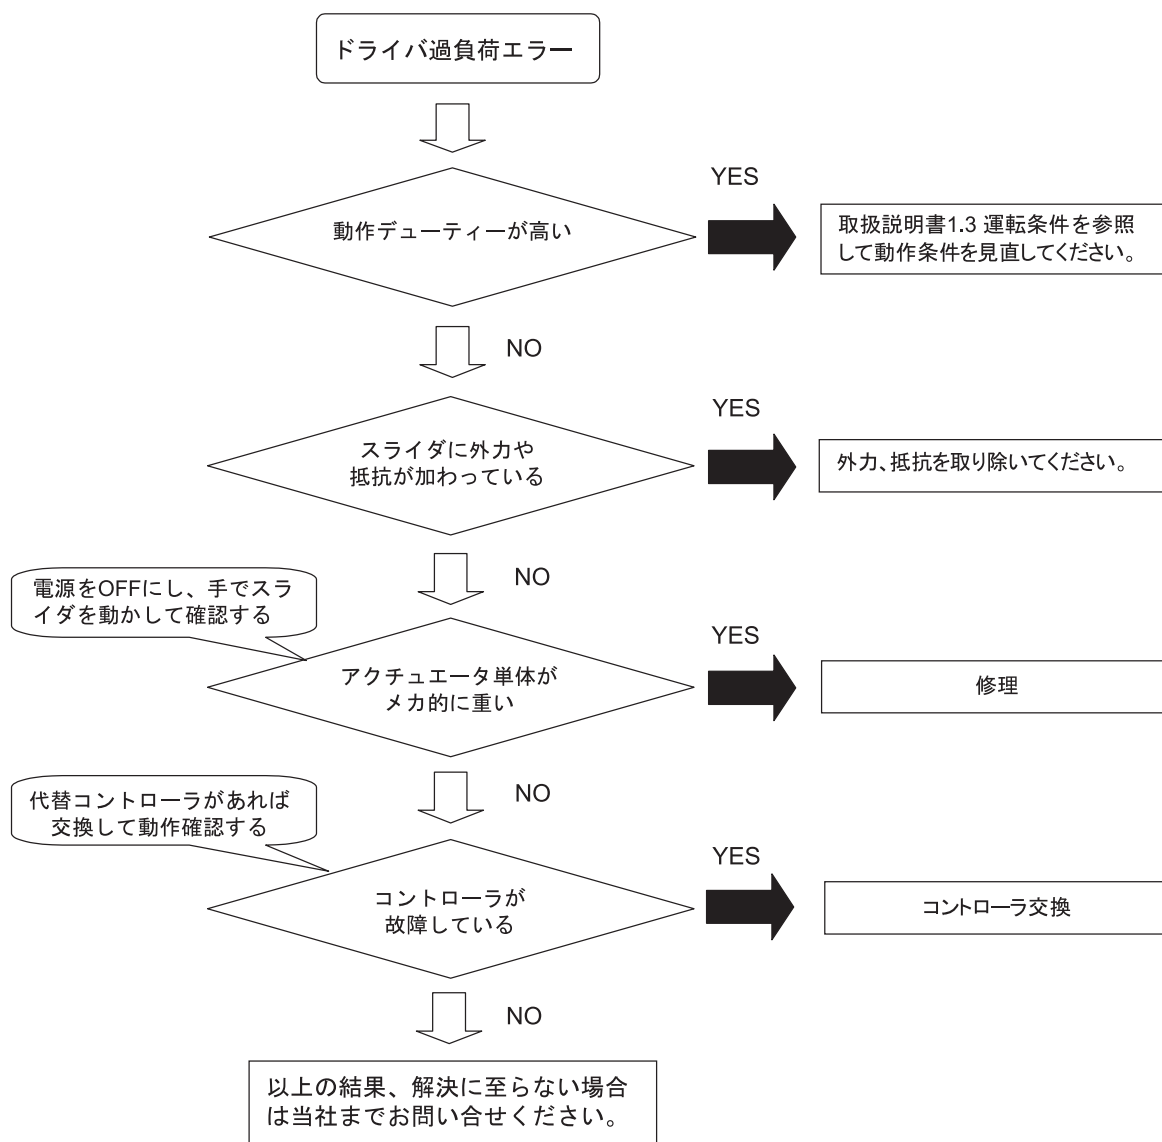 ドライバ過負荷エラー
動作デューティーが高い
YES
取扱説明書1.3 運転条件を参照
して動作条件を見直してください。
NO
スライダに外力や
抵抗が加わっている
YES
外力、抵抗を取り除いてください。
NO
電源をOFFにし、手でスラ
イダを動かして確認する
アクチュエータ単体が
メカ的に重い
YES
修理
NO
代替コントローラがあれば
交換して動作確認する
コントローラが
故障している
YES
コントローラ交換
NO
以上の結果、解決に至らない場合
は当社までお問い合せください。